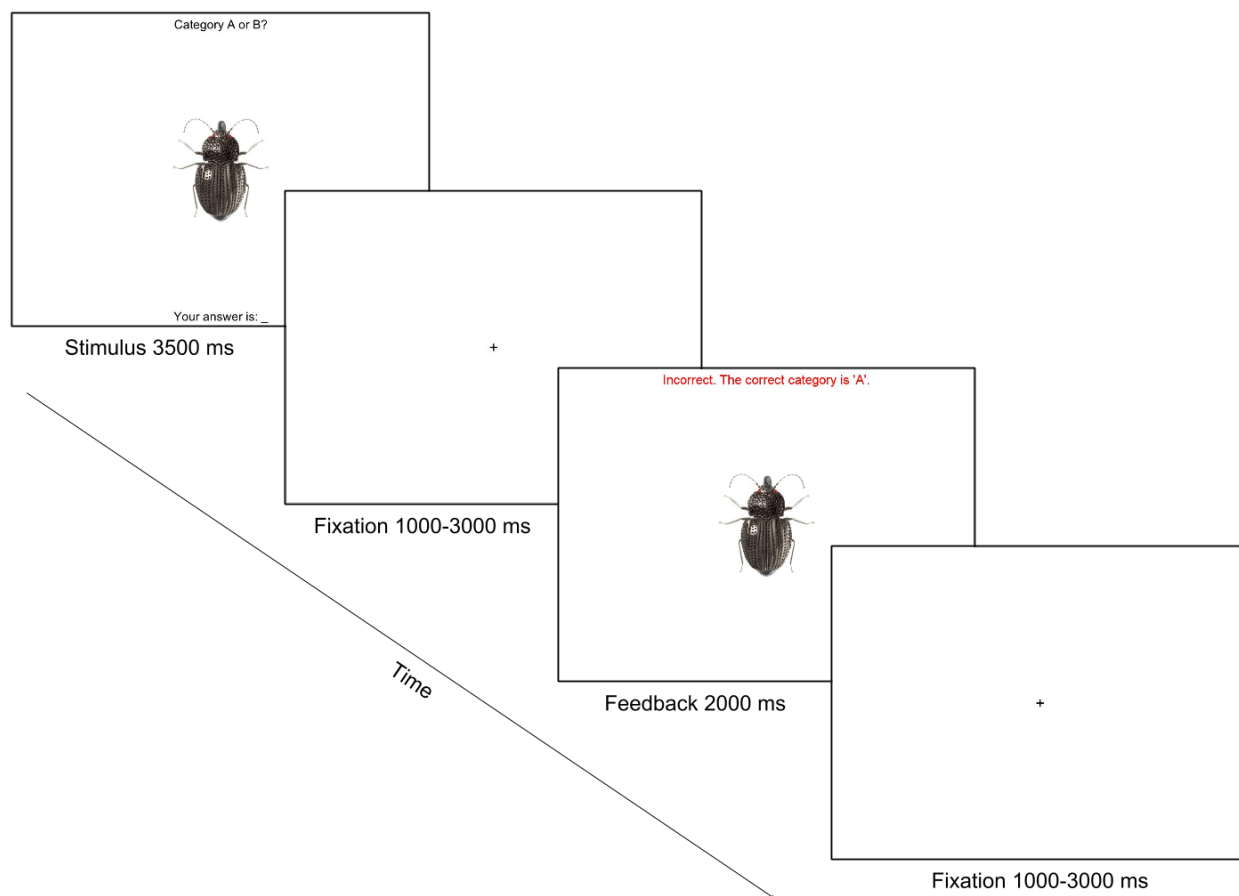 Category A or B?
Your answer is: _
Stimulus 3500 ms
+
Fixation 1000-3000 ms
Incorrect. The correct category is 'A'.
Feedback 2000 ms
+
Fixation 1000-3000 ms
Time